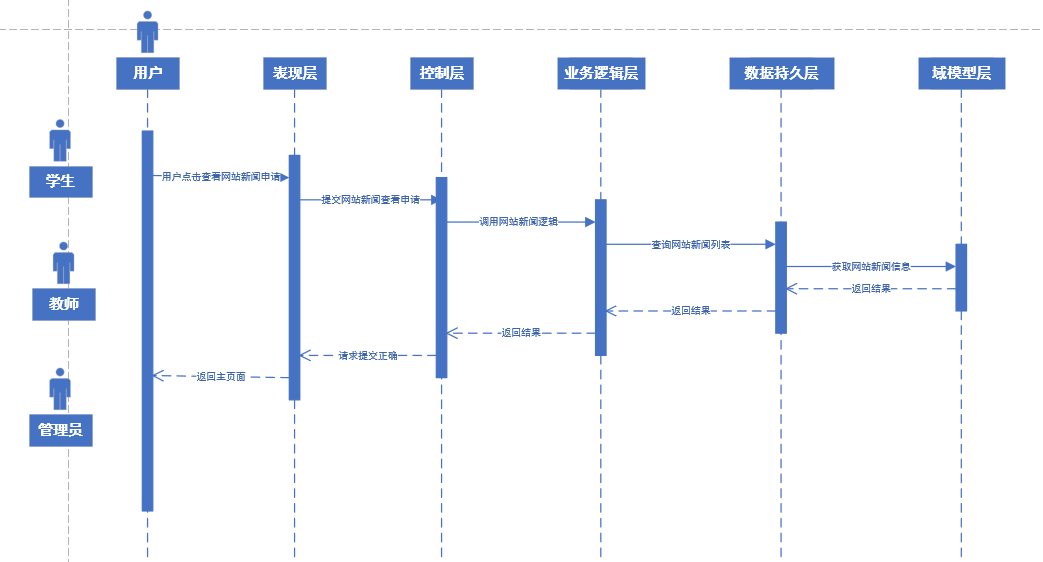 用户
表现层
控制层
业务逻辑层
数据持久层
域模型层
学生
教师
管理员
用户点击查看网站新闻申请
提交网站新闻查看申请
调用网站新闻逻辑
查询网站新闻列表
获取网站新闻信息
返回结果
返回结果
返回结果
请求提交正确
返回主页面